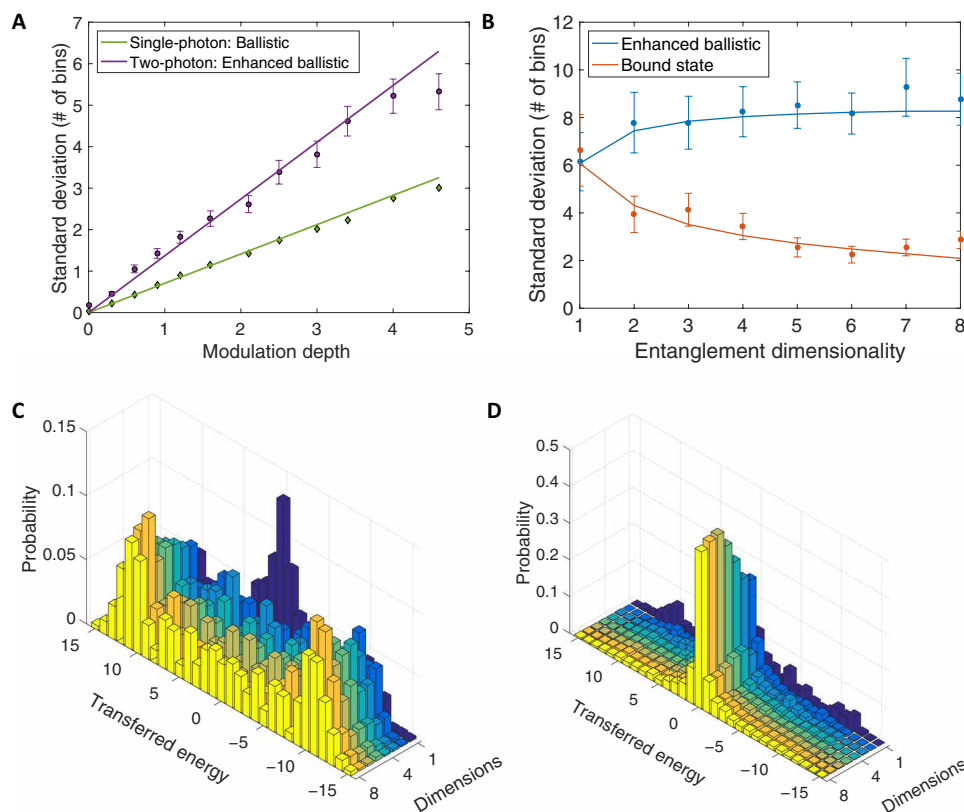 A
7
6
5
4
3
2
1
0
Standard deviation (# of bins)
Single-photon: Ballistic
Two-photon: Enhanced ballistic
0 1 2 3 4 5
Modulation depth
B
12
10
8
6
4
2
0
Standard deviation (# of bins)
Enhanced ballistic
Bound state
1 2 3 4 5 6 7 8
Entanglement dimensionality
C
0.15
0.1
0.05
0
Probability
15 10 5 0 −5 −10 −15
Transferred energy
1
4
8
Dimensions
D
0.5
0.4
0.3
0.2
0.1
0
Probability
15 10 5 0 −5 −10 −15
Transferred energy
1
4
8
Dimensions